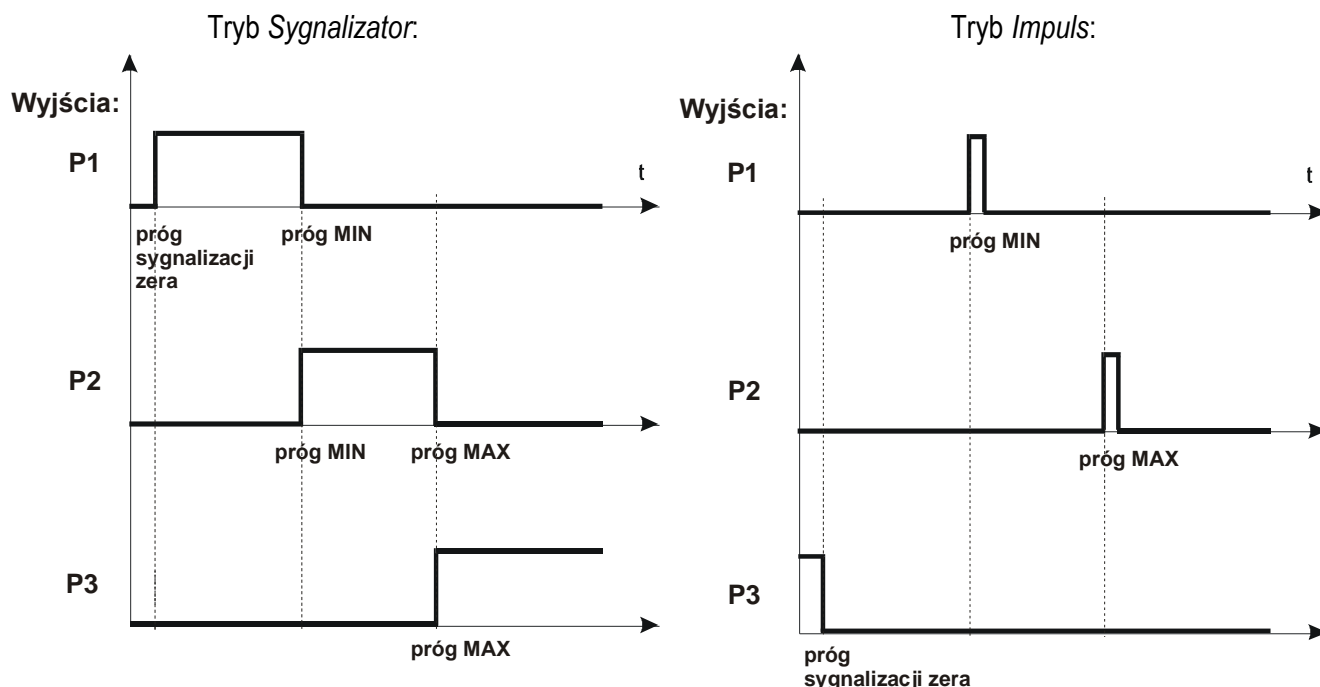 Tryb Sygnalizator:
Wyjścia:
P1
t
próg
sygnalizacji
zera
próg MIN
P2
próg MIN
próg MAX
P3
próg MAX
Tryb Impuls:
Wyjścia:
P1
t
próg MIN
P2
próg MAX
P3
próg
sygnalizacji zera